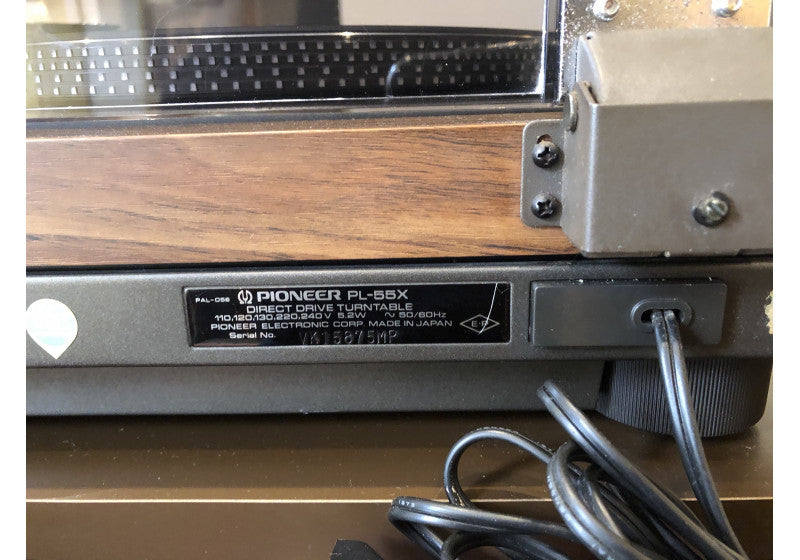 PAL-056 PIONEER PL-55X
DIRECT DRIVE TURNTABLE
110.120.130.220.240V 5.2W ~ 50/60Hz
PIONEER ELECTRONIC CORP. MADE IN JAPAN
Serial No. YK15875MP
E·P